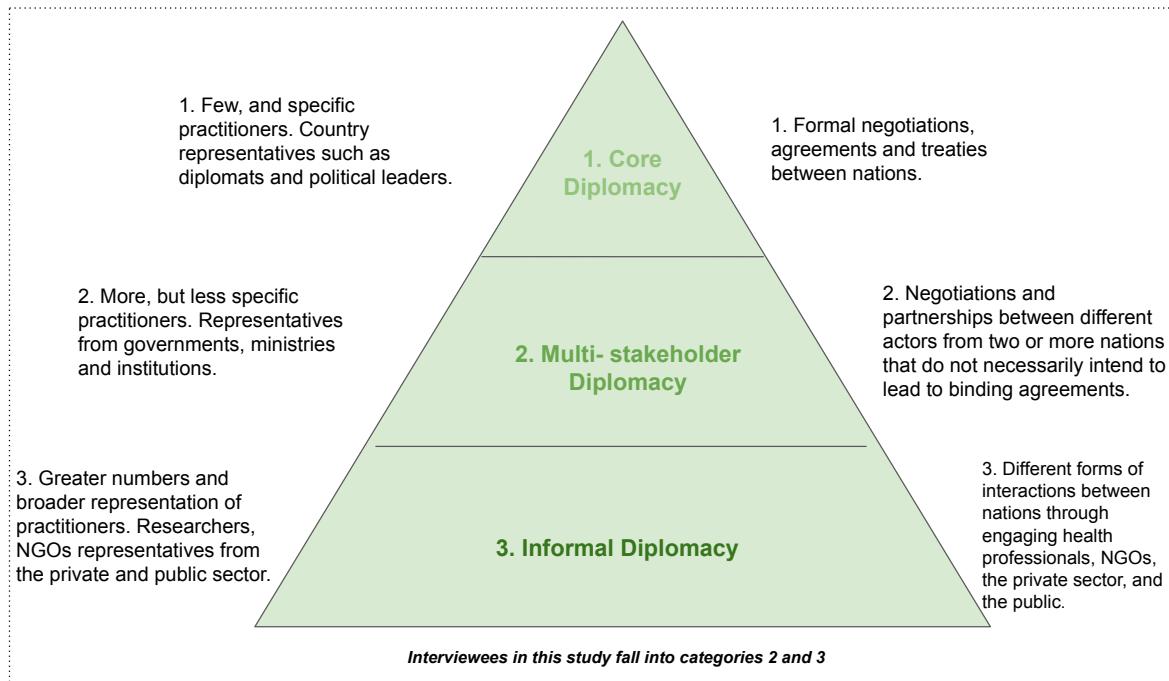 1. Few, and specific
practitioners. Country
representatives such as
diplomats and political leaders.
1. Core
Diplomacy
1. Formal negotiations,
agreements and treaties
between nations.
2. More, but less specific
practitioners. Representatives
from governments, ministries
and institutions.
2. Multi- stakeholder
Diplomacy
2. Negotiations and
partnerships between different
actors from two or more nations
that do not necessarily intend to
lead to binding agreements.
3. Greater numbers and
broader representation of
practitioners. Researchers,
NGOs representatives from
the private and public sector.
3. Informal Diplomacy
3. Different forms of
interactions between
nations through
engaging health
professionals, NGOs,
the private sector, and
the public.
Interviewees in this study fall into categories 2 and 3